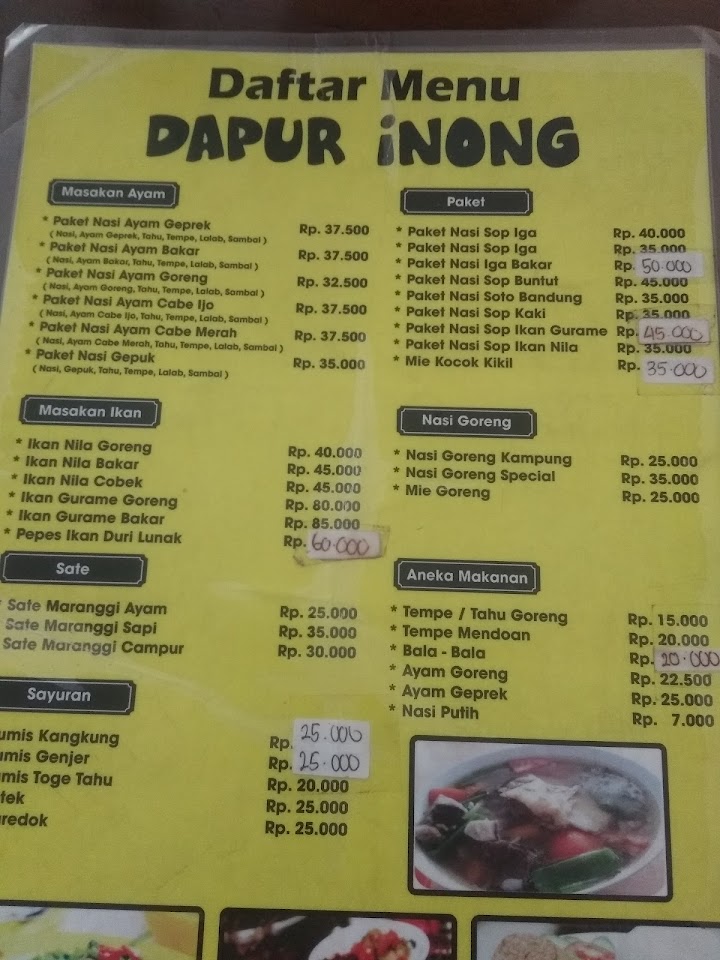 Daftar Menu
DAPUR iNONG
Masakan Ayam
* Paket Nasi Ayam Geprek Rp. 37.500
( Nasi, Ayam Geprek, Tahu, Tempe, Lalab, Sambal )
* Paket Nasi Ayam Bakar Rp. 37.500
( Nasi, Ayam Bakar, Tahu, Tempe, Lalab, Sambal )
* Paket Nasi Ayam Goreng Rp. 32.500
( Nasi, Ayam Goreng, Tahu, Tempe, Lalab, Sambal )
* Paket Nasi Ayam Cabe Ijo Rp. 37.500
( Nasi, Ayam Cabe Ijo, Tahu, Tempe, Lalab, Sambal )
* Paket Nasi Ayam Cabe Merah Rp. 37.500
( Nasi, Ayam Cabe Merah, Tahu, Tempe, Lalab, Sambal )
* Paket Nasi Gepuk Rp. 35.000
( Nasi, Gepuk, Tahu, Tempe, Lalab, Sambal )
Masakan Ikan
* Ikan Nila Goreng Rp. 40.000
* Ikan Nila Bakar Rp. 45.000
* Ikan Nila Cobek Rp. 45.000
* Ikan Gurame Goreng Rp. 80.000
* Ikan Gurame Bakar Rp. 85.000
* Pepes Ikan Duri Lunak Rp. 60.000
Sate
* Sate Maranggi Ayam Rp. 25.000
Sate Maranggi Sapi Rp. 35.000
Sate Maranggi Campur Rp. 30.000
Sayuran
umis Kangkung Rp. 25.000
umis Genjer Rp. 25.000
mis Toge Tahu Rp. 20.000
tek Rp. 25.000
redok Rp. 25.000
Paket
* Paket Nasi Sop Iga Rp. 40.000
* Paket Nasi Sop Iga Rp. 35.000
* Paket Nasi Iga Bakar Rp. 50.000
* Paket Nasi Sop Buntut Rp. 45.000
* Paket Nasi Soto Bandung Rp. 35.000
* Paket Nasi Sop Kaki Rp. 35.000
* Paket Nasi Sop Ikan Gurame Rp. 45.000
* Paket Nasi Sop Ikan Nila Rp. 35.000
* Mie Kocok Kikil Rp. 35.000
Nasi Goreng
* Nasi Goreng Kampung Rp. 25.000
* Nasi Goreng Special Rp. 35.000
* Mie Goreng Rp. 25.000
Aneka Makanan
* Tempe / Tahu Goreng Rp. 15.000
* Tempe Mendoan Rp. 20.000
* Bala - Bala Rp. 20.000
* Ayam Goreng Rp. 22.500
* Ayam Geprek Rp. 25.000
* Nasi Putih Rp. 7.000